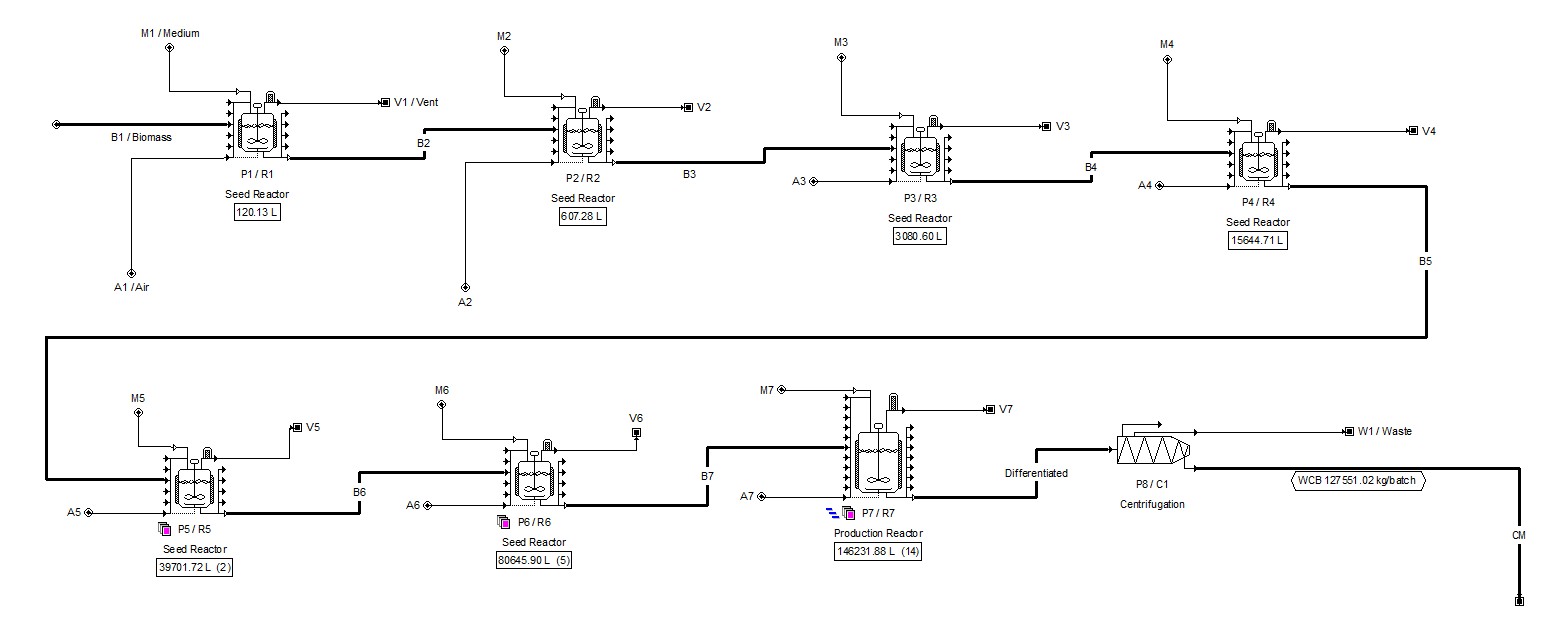 M1 / Medium
M2
M3
M4
V1 / Vent
V2
V3
V4
B1 / Biomass
B2
B3
B4
A1 / Air
A2
A3
A4
P1 / R1
Seed Reactor
120.13 L
P2 / R2
Seed Reactor
607.28 L
P3 / R3
Seed Reactor
3080.60 L
P4 / R4
Seed Reactor
15644.71 L
B5
M5
M6
M7
V5
V6
V7
W1 / Waste
A5
B6
A6
B7
A7
Differentiated
WCB 127551.02 kg/batch
CM
P5 / R5
Seed Reactor
39701.72 L (2)
P6 / R6
Seed Reactor
80645.90 L (5)
P7 / R7
Production Reactor
146231.88 L (14)
P8 / C1
Centrifugation